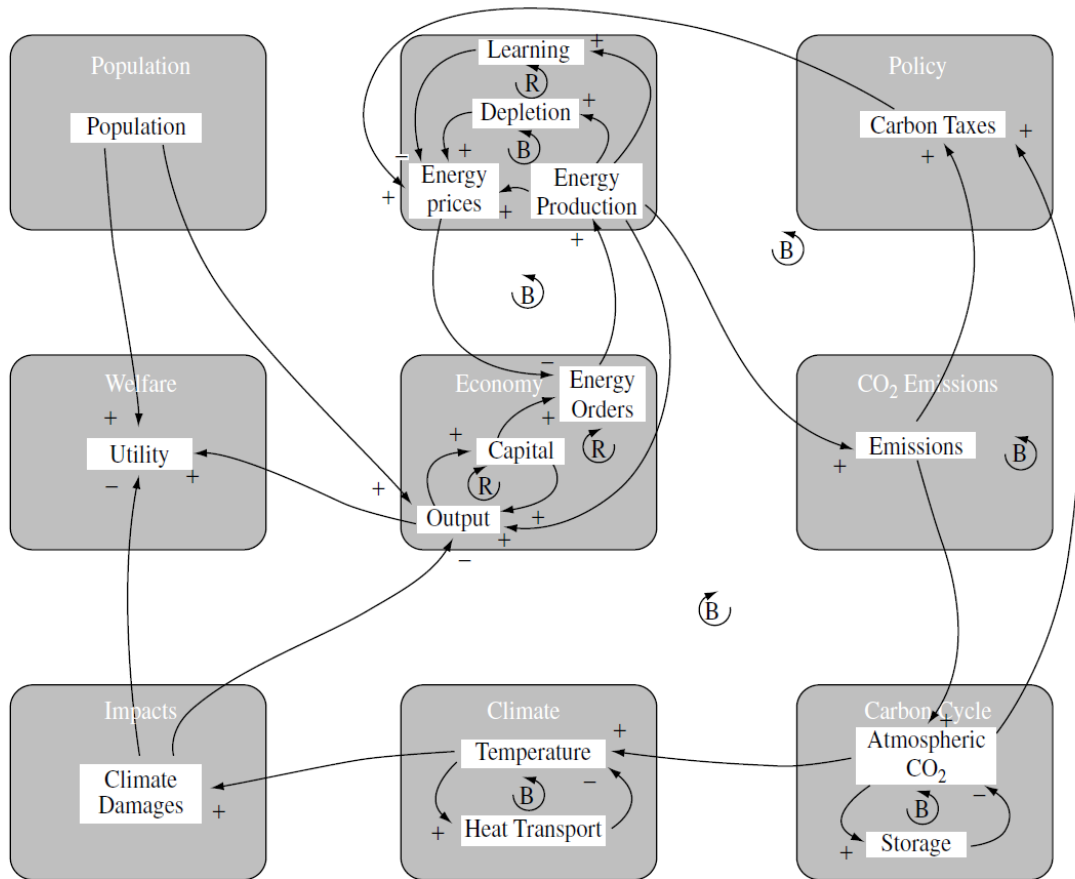 Population
Population
+
Learning
+
R
Depletion
+
B
−
+
Energy
prices
+
+
Energy
Production
+
Policy
Carbon Taxes
+
+
B
B
Welfare
+
Utility
−
+
Economy
−
Energy
Orders
+
R
+
Capital
R
+
Output
+
+
−
CO₂ Emissions
Emissions
+
B
B
Impacts
Climate
Damages
+
Climate
Temperature
+
−
B
+
Heat Transport
Carbon Cycle
+
Atmospheric
CO₂
−
B
+
Storage